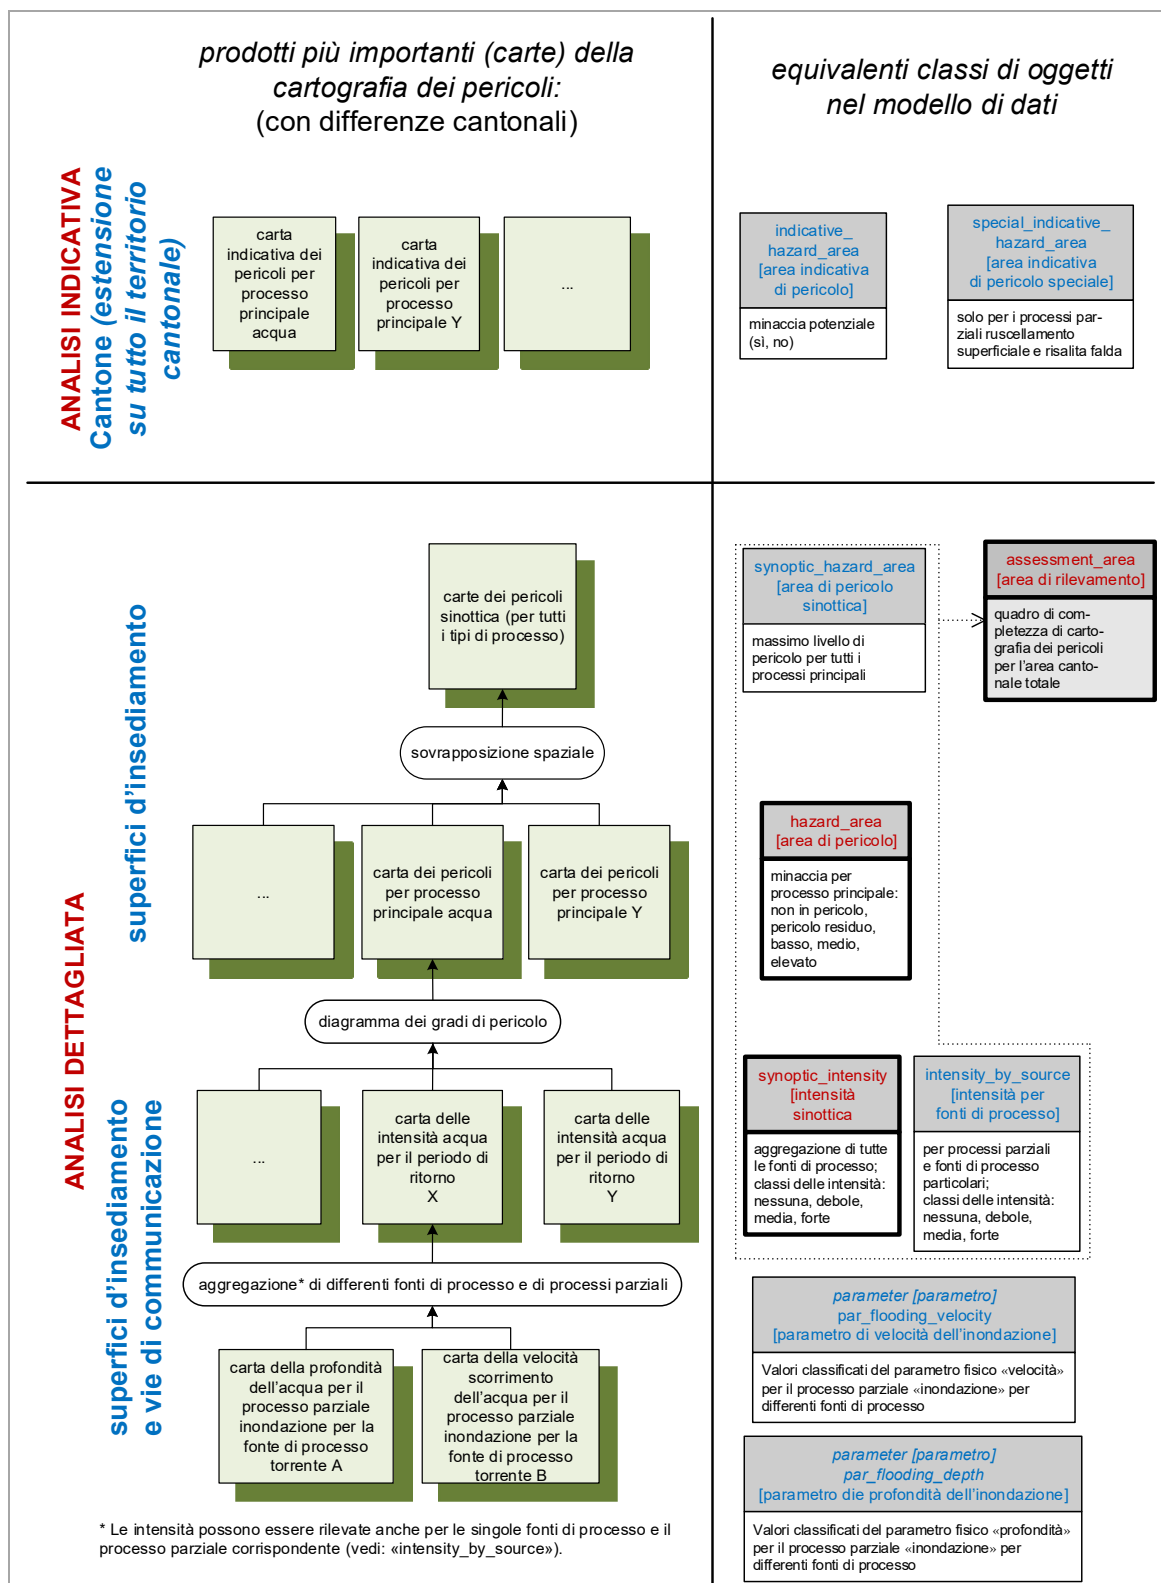 prodotti più importanti (carte) della
cartografia dei pericoli:
(con differenze cantonali)
equivalenti classi di oggetti
nel modello di dati
ANALISI INDICATIVA
Cantone (estensione
su tutto il territorio
cantonale)
carta
indicativa dei
pericoli per
processo
principale
acqua
carta
indicativa dei
pericoli per
processo
principale Y
...
indicative_
hazard_area
[area indicativa
di pericolo]
minaccia potenziale
(sì, no)
special_indicative_
hazard_area
[area indicativa
di pericolo speciale]
solo per i processi par-
ziali ruscellamento
superficiale e risalita falda
ANALISI DETTAGLIATA
superfici d'insediamento
carte dei pericoli
sinottica (per tutti
i tipi di processo)
sovrapposizione spaziale
...
carta dei pericoli
per processo
principale acqua
carta dei pericoli
per processo
principale Y
diagramma dei gradi di pericolo
synoptic_hazard_area
[area di pericolo
sinottica]
massimo livello di
pericolo per tutti i
processi principali
assessment_area
[area di rilevamento]
quadro di com-
pletezza di carto-
grafia dei pericoli
per l'area canto-
nale totale
hazard_area
[area di pericolo]
minaccia per
processo principale:
non in pericolo,
pericolo residuo,
basso, medio,
elevato
superfici d'insediamento
e vie di communicazione
...
carta delle
intensità acqua
per il periodo di
ritorno
X
carta delle
intensità acqua
per il periodo di
ritorno
Y
aggregazione* di differenti fonti di processo e di processi parziali
carta della profondità
dell'acqua per il
processo parziale
inondazione per la
fonte di processo
torrente A
carta della velocità
scorrimento
dell'acqua per il
processo parziale
inondazione per la
fonte di processo
torrente B
synoptic_intensity
[intensità
sinottica
aggregazione di tutte
le fonti di processo;
classi delle intensità:
nessuna, debole,
media, forte
intensity_by_source
[intensità per
fonti di processo]
per processi parziali
e fonti di processo
particolari;
classi delle intensità:
nessuna, debole,
media, forte
parameter [parametro]
par_flooding_velocity
[parametro di velocità dell'inondazione]
Valori classificati del parametro fisico «velocità»
per il processo parziale «inondazione» per
differenti fonti di processo
parameter [parametro]
par_flooding_depth
[parametro die profondità dell'inondazione]
Valori classificati del parametro fisico «profondità»
per il processo parziale «inondazione» per
differenti fonti di processo
* Le intensità possono essere rilevate anche per le singole fonti di processo e il
processo parziale corrispondente (vedi: «intensity_by_source»).